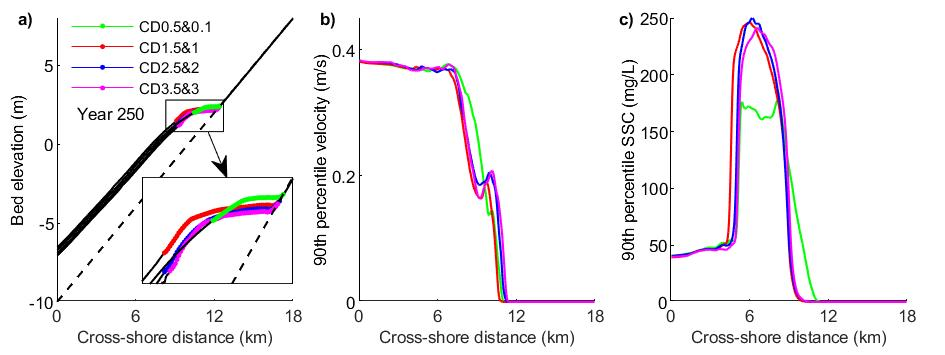 a)
CD0.5&0.1
CD1.5&1
CD2.5&2
CD3.5&3
Year 250
Bed elevation (m)
5
0
-5
-10
0 6 12 18
Cross-shore distance (km)
b)
90th percentile velocity (m/s)
0.4
0.2
0
0 6 12 18
Cross-shore distance (km)
c)
90th percentile SSC (mg/L)
250
200
150
100
50
0
0 6 12 18
Cross-shore distance (km)